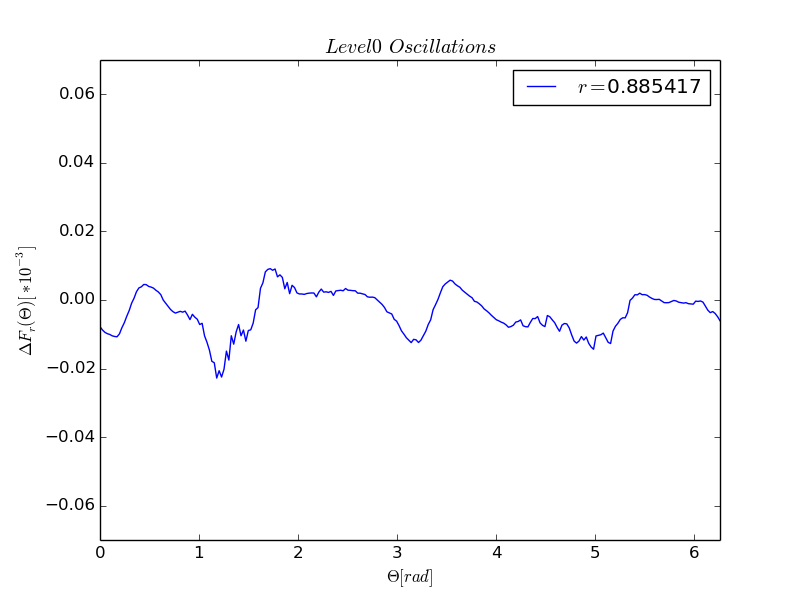 Level0 Oscillations
r=0.885417
0.06
0.04
0.02
0.00
−0.02
−0.04
−0.06
ΔF_r(Θ)[*10^{-3}]
0 1 2 3 4 5 6
Θ[rad]